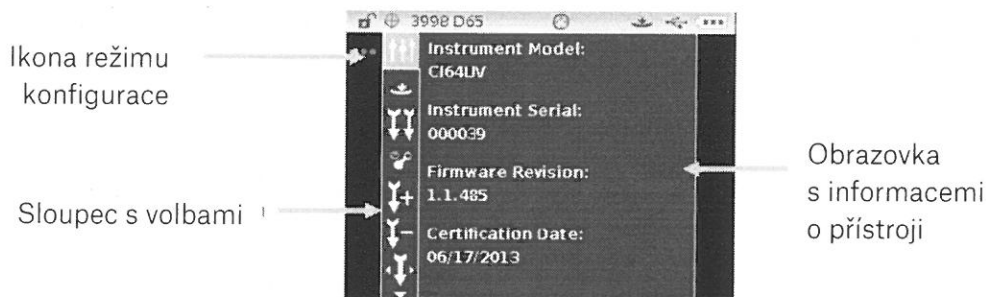 3998 D65
Ikona režimu
konfigurace
Instrument Model:
CI64UV
Instrument Serial:
000039
Firmware Revision:
1.1.485
Certification Date:
06/17/2013
Sloupec s volbami
Obrazovka
s informacemi
o přístroji